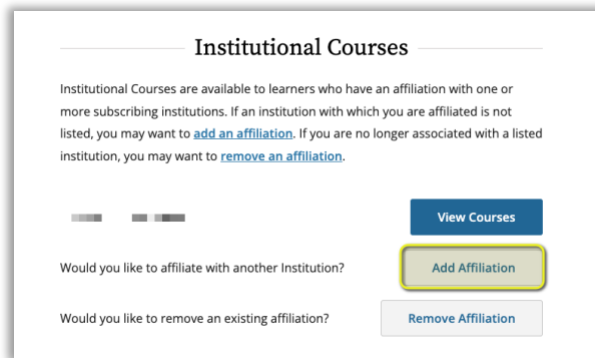 Institutional Courses
Institutional Courses are available to learners who have an affiliation with one or
more subscribing institutions. If an institution with which you are affiliated is not
listed, you may want to add an affiliation. If you are no longer associated with a listed
institution, you may want to remove an affiliation.
View Courses
Would you like to affiliate with another Institution?
Add Affiliation
Would you like to remove an existing affiliation?
Remove Affiliation